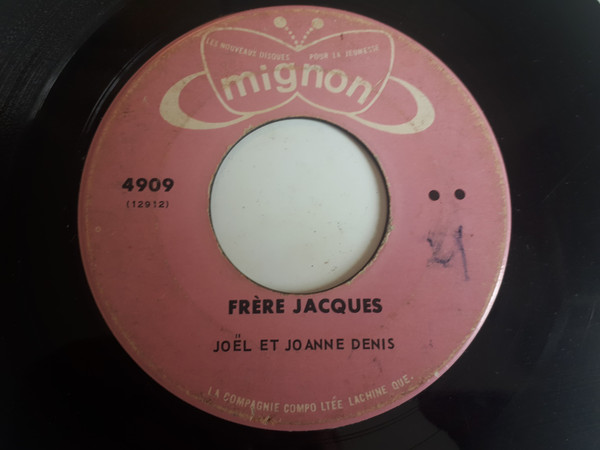 LES NOUVEAUX DISQUES POUR LA JEUNESSE
mignon
4909
(12912)
FRÈRE JACQUES
JOËL ET JOANNE DENIS
LA COMPAGNIE COMPO LTÉE LACHINE QUE.